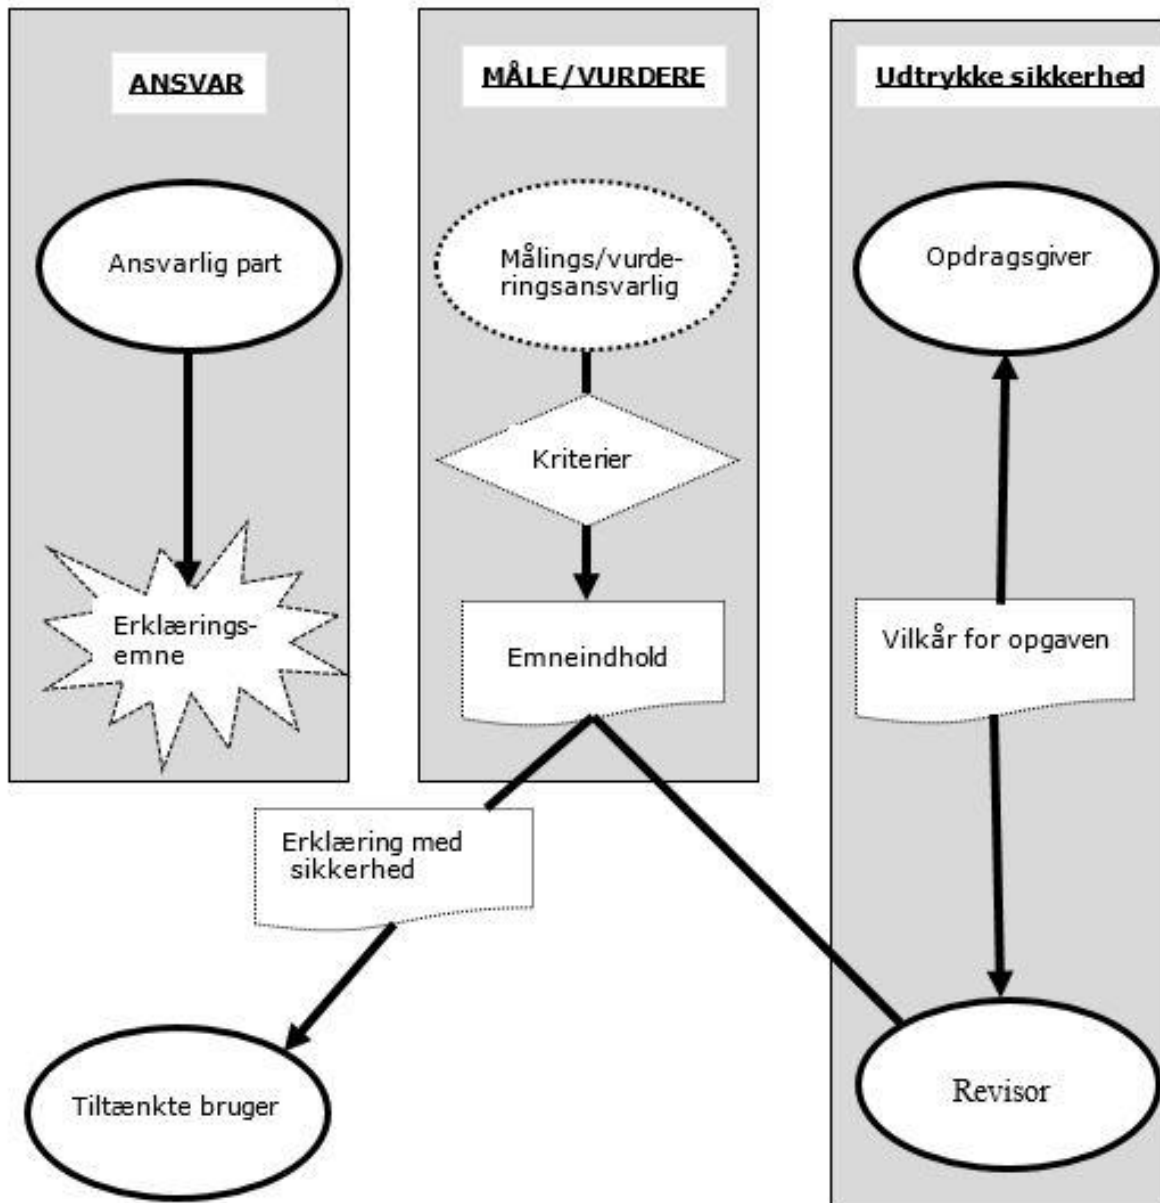 ANSVAR
MÅLE/VURDERE
Udtrykke sikkerhed
Ansvarlig part
Målings/vurde-
ringsansvarlig
Opdragsgiver
Kriterier
Erklærings-
emne
Emneindhold
Vilkår for opgaven
Erklæring med
sikkerhed
Tiltænkte bruger
Revisor